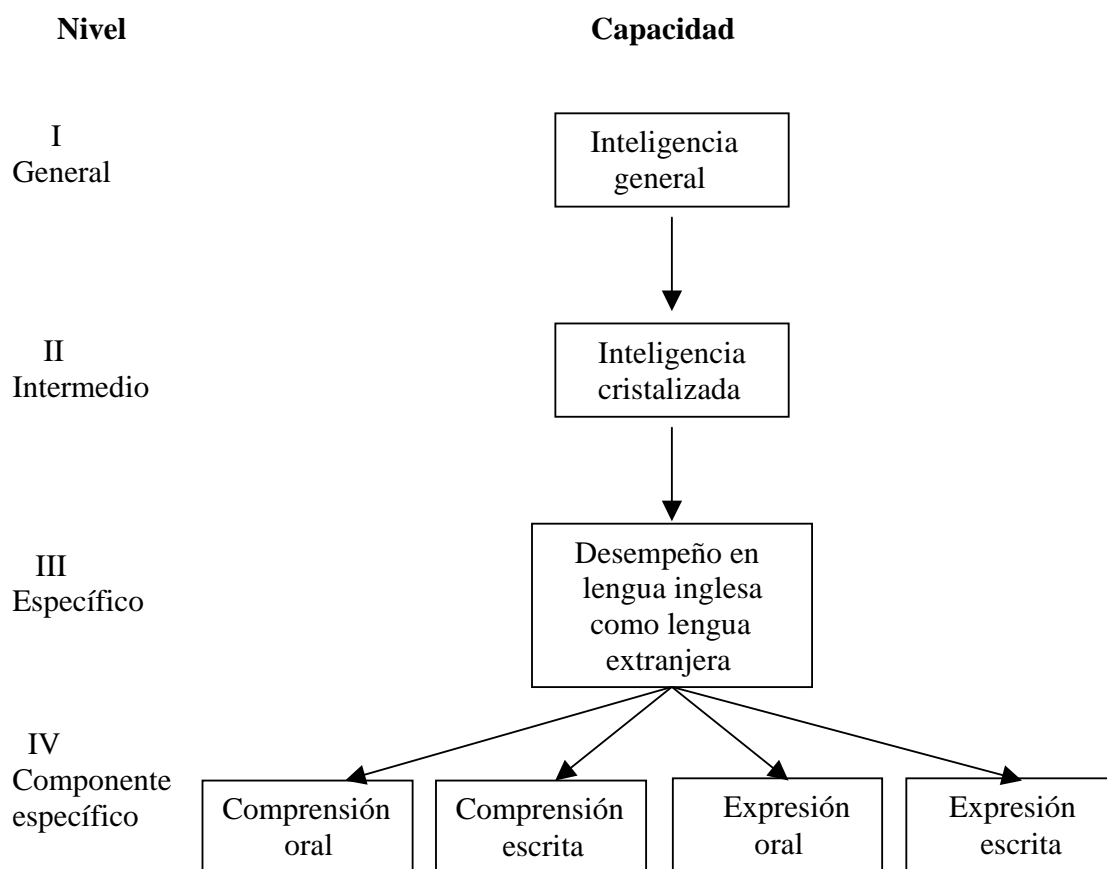 Nivel
Capacidad
I
General
Inteligencia
general
II
Intermedio
Inteligencia
cristalizada
III
Específico
Desempeño en
lengua inglesa
como lengua
extranjera
IV
Componente
específico
Comprensión
oral
Comprensión
escrita
Expresión
oral
Expresión
escrita